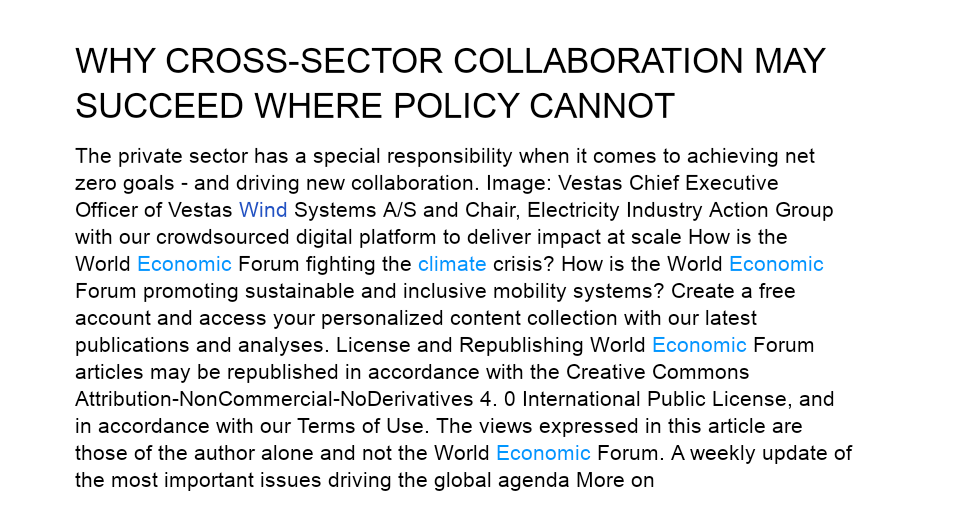 WHY CROSS-SECTOR COLLABORATION MAY
SUCCEED WHERE POLICY CANNOT
The private sector has a special responsibility when it comes to achieving net
zero goals - and driving new collaboration. Image: Vestas Chief Executive
Officer of Vestas Wind Systems A/S and Chair, Electricity Industry Action Group
with our crowdsourced digital platform to deliver impact at scale How is the
World Economic Forum fighting the climate crisis? How is the World Economic
Forum promoting sustainable and inclusive mobility systems? Create a free
account and access your personalized content collection with our latest
publications and analyses. License and Republishing World Economic Forum
articles may be republished in accordance with the Creative Commons
Attribution-NonCommercial-NoDerivatives 4. 0 International Public License, and
in accordance with our Terms of Use. The views expressed in this article are
those of the author alone and not the World Economic Forum. A weekly update of
the most important issues driving the global agenda More on